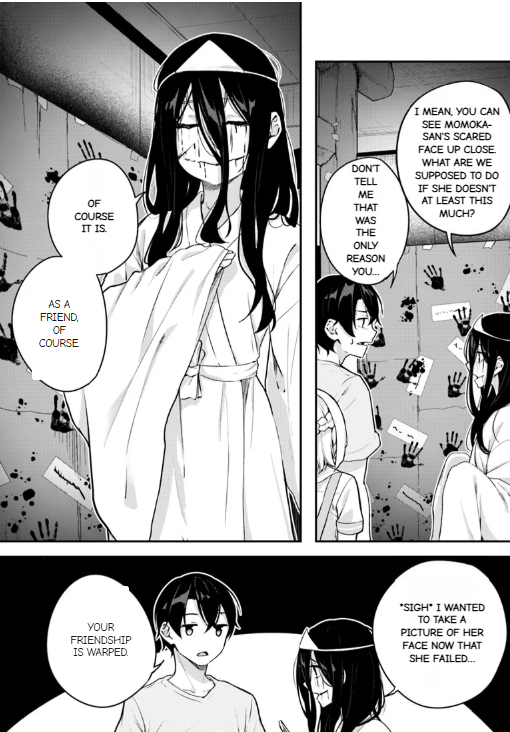 I MEAN, YOU CAN
SEE MOMOKA-
SAN'S SCARED
FACE UP CLOSE.
WHAT ARE WE
SUPPOSED TO DO
IF SHE DOESN'T
AT LEAST THIS
MUCH?
DON'T
TELL
ME
THAT
WAS
THE
ONLY
REASON
YOU...
OF
COURSE
IT IS.
AS A
FRIEND,
OF
COURSE
*SIGH* I WANTED
TO TAKE A
PICTURE OF HER
FACE NOW THAT
SHE FAILED...
YOUR
FRIENDSHIP
IS WARPED.